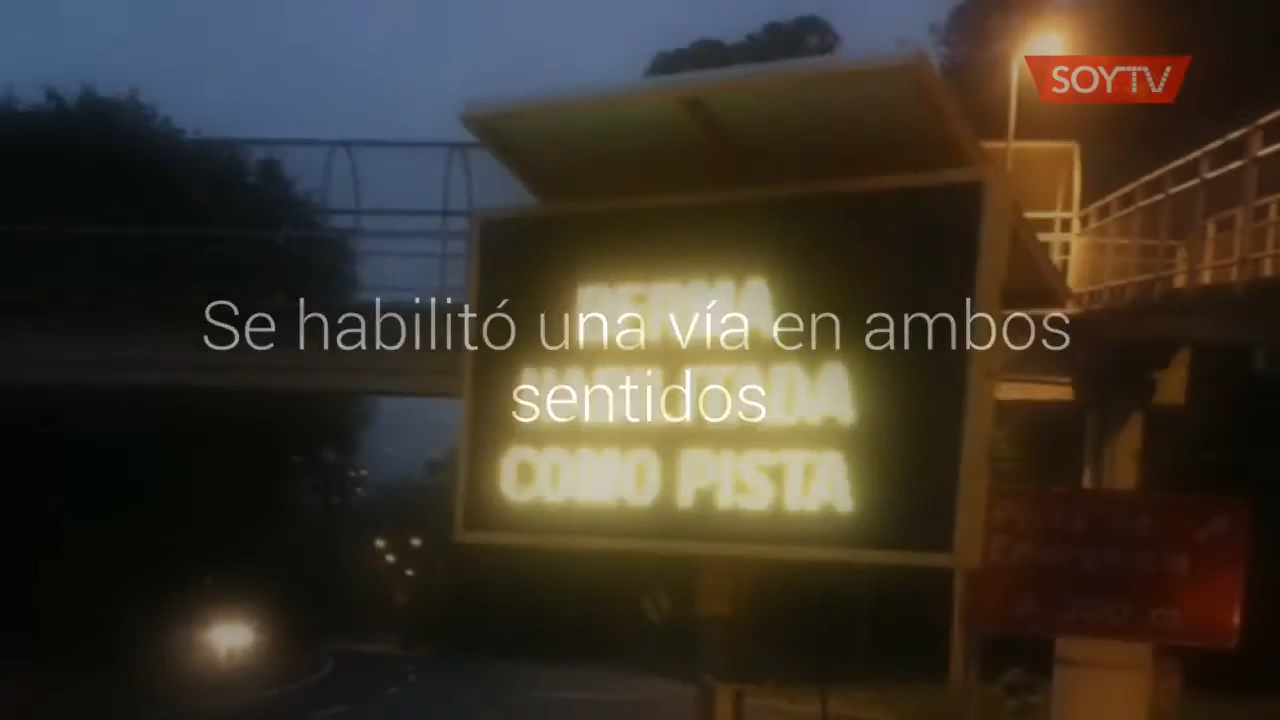 SOYTV
Se habilitó una vía en ambos
sentidos
BERMA
HABILITADA
COMO PISTA